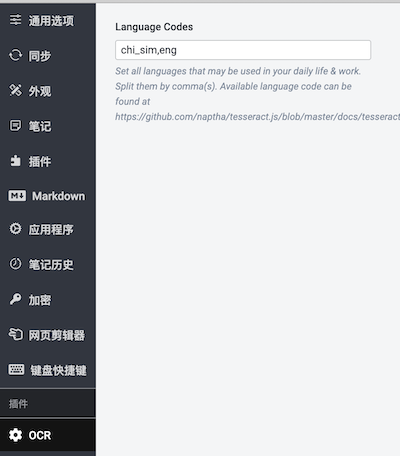 通用选项
同步
外观
笔记
插件
Markdown
应用程序
笔记历史
加密
网页剪辑器
键盘快捷键
插件
OCR
Language Codes
chi_sim,eng
Set all languages that may be used in your daily life & work.
Split them by comma(s). Available language code can be
found at
https://github.com/naptha/tesseract.js/blob/master/docs/tesseract